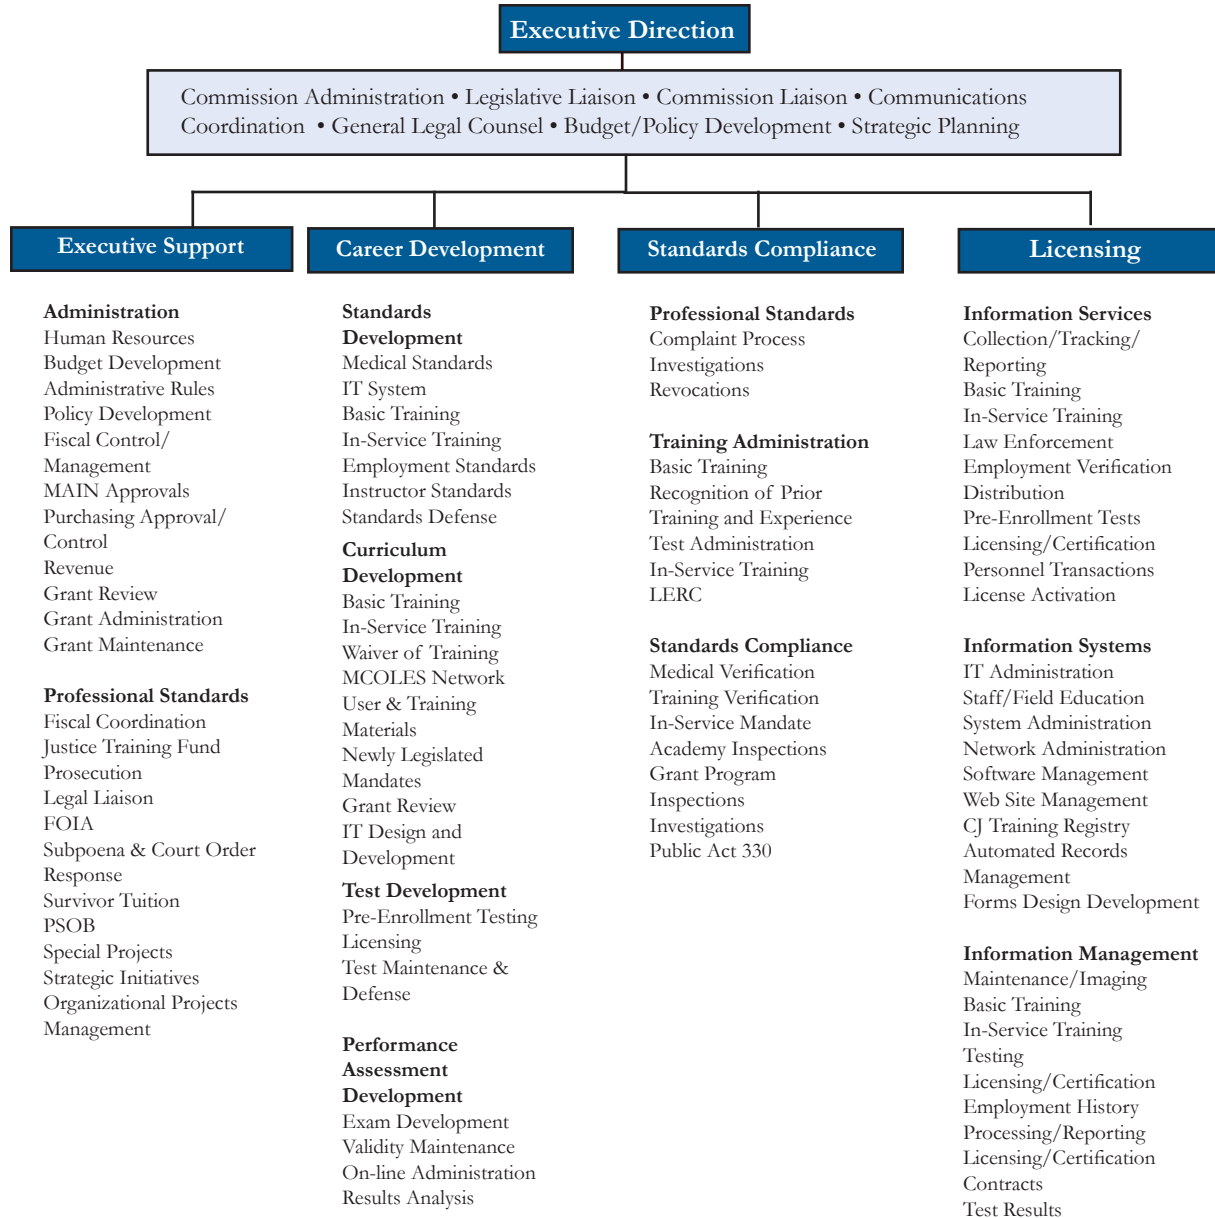 Executive Direction
Commission Administration • Legislative Liaison • Commission Liaison • Communications
Coordination • General Legal Counsel • Budget/Policy Development • Strategic Planning
Executive Support
Administration
Human Resources
Budget Development
Administrative Rules
Policy Development
Fiscal Control/
Management
MAIN Approvals
Purchasing Approval/
Control
Revenue
Grant Review
Grant Administration
Grant Maintenance
Professional Standards
Fiscal Coordination
Justice Training Fund
Prosecution
Legal Liaison
FOIA
Subpoena & Court Order
Response
Survivor Tuition
PSOB
Special Projects
Strategic Initiatives
Organizational Projects
Management
Career Development
Standards
Development
Medical Standards
IT System
Basic Training
In-Service Training
Employment Standards
Instructor Standards
Standards Defense
Curriculum
Development
Basic Training
In-Service Training
Waiver of Training
MCOLES Network
User & Training
Materials
Newly Legislated
Mandates
Grant Review
IT Design and
Development
Test Development
Pre-Enrollment Testing
Licensing
Test Maintenance &
Defense
Performance
Assessment
Development
Exam Development
Validity Maintenance
On-line Administration
Results Analysis
Standards Compliance
Professional Standards
Complaint Process
Investigations
Revocations
Training Administration
Basic Training
Recognition of Prior
Training and Experience
Test Administration
In-Service Training
LERC
Standards Compliance
Medical Verification
Training Verification
In-Service Mandate
Academy Inspections
Grant Program
Inspections
Investigations
Public Act 330
Licensing
Information Services
Collection/Tracking/
Reporting
Basic Training
In-Service Training
Law Enforcement
Employment Verification
Distribution
Pre-Enrollment Tests
Licensing/Certification
Personnel Transactions
License Activation
Information Systems
IT Administration
Staff/Field Education
System Administration
Network Administration
Software Management
Web Site Management
CJ Training Registry
Automated Records
Management
Forms Design Development
Information Management
Maintenance/Imaging
Basic Training
In-Service Training
Testing
Licensing/Certification
Employment History
Processing/Reporting
Licensing/Certification
Contracts
Test Results